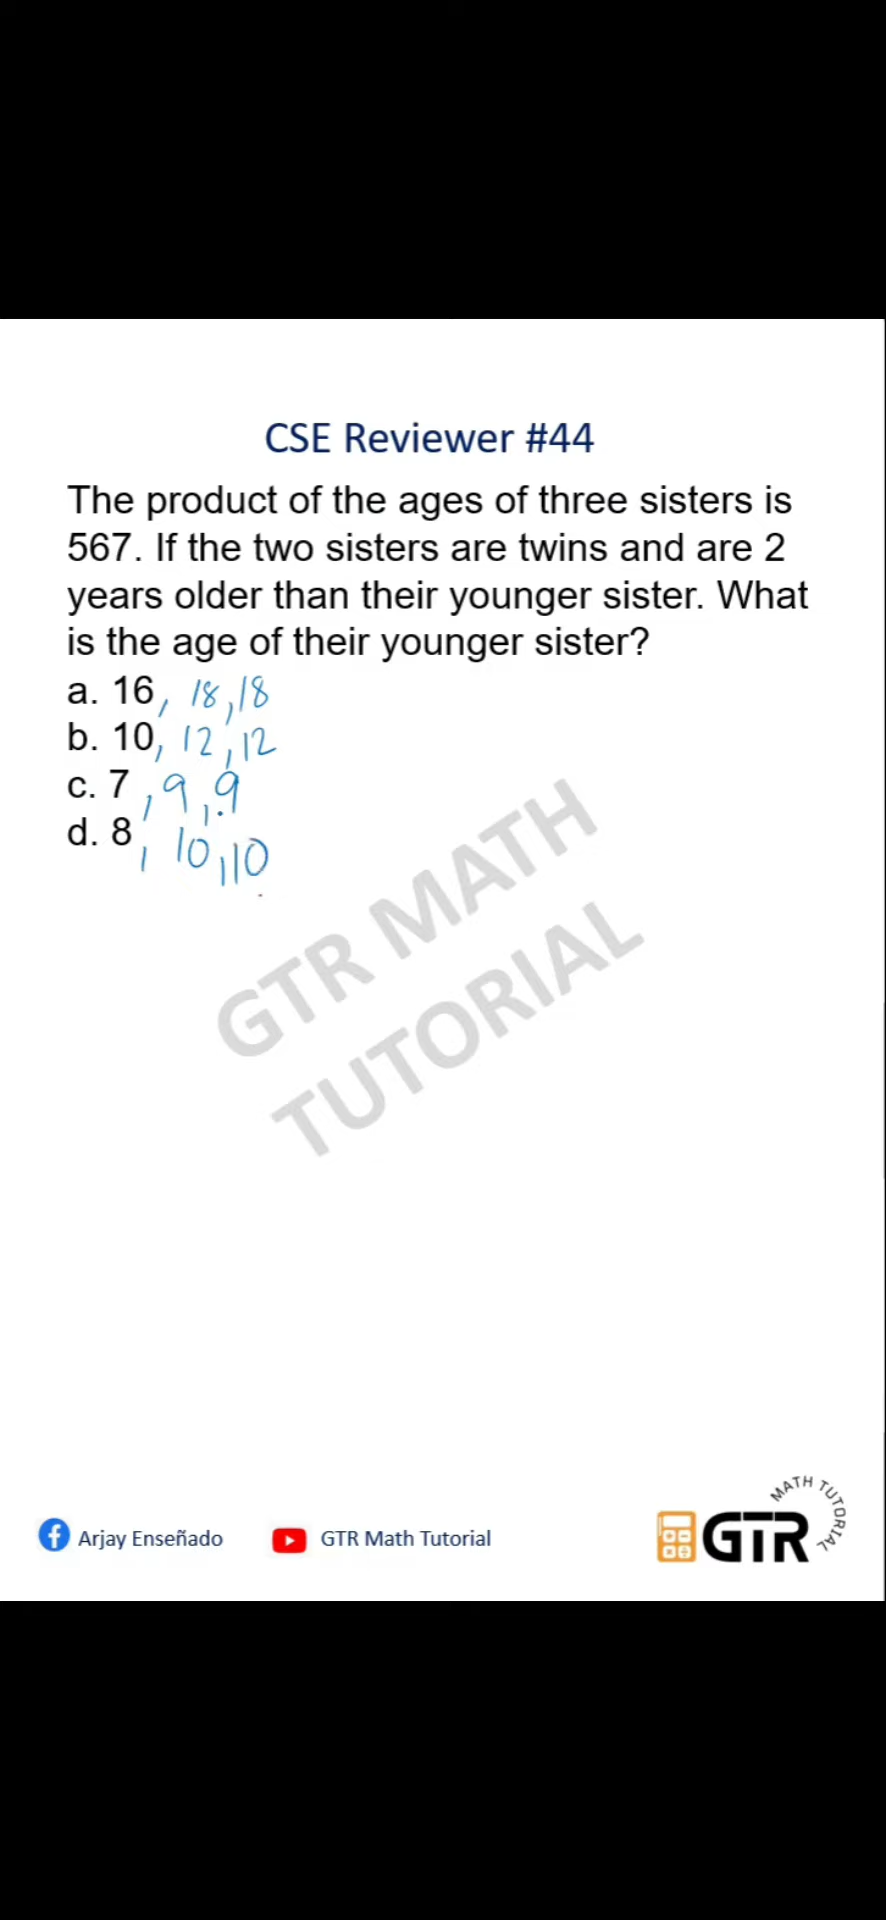 CSE Reviewer #44
The product of the ages of three sisters is
567. If the two sisters are twins and are 2
years older than their younger sister. What
is the age of their younger sister?
a. 16, 18, 18
b. 10, 12, 12
c. 7, 9, 9
d. 8, 10, 10
GTR MATH
TUTORIAL
Arjay Enseñado
GTR Math Tutorial
GTR
MATH TUTORIAL